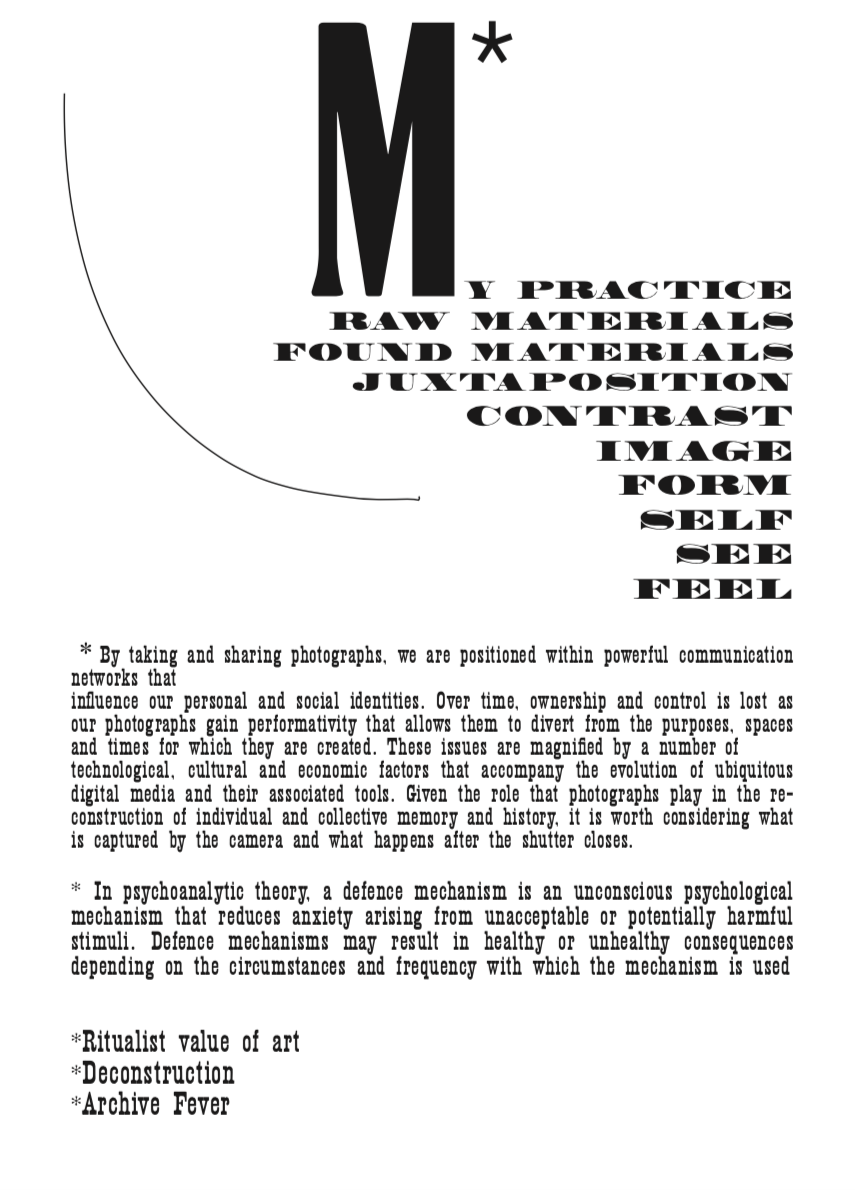 M*
Y PRACTICE
RAW MATERIALS
FOUND MATERIALS
JUXTAPOSITION
CONTRAST
IMAGE
FORM
SELF
SEE
FEEL
* By taking and sharing photographs, we are positioned within powerful communication
networks that
influence our personal and social identities. Over time, ownership and control is lost as
our photographs gain performativity that allows them to divert from the purposes, spaces
and times for which they are created. These issues are magnified by a number of
technological, cultural and economic factors that accompany the evolution of ubiquitous
digital media and their associated tools. Given the role that photographs play in the re-
construction of individual and collective memory and history, it is worth considering what
is captured by the camera and what happens after the shutter closes.
* In psychoanalytic theory, a defence mechanism is an unconscious psychological
mechanism that reduces anxiety arising from unacceptable or potentially harmful
stimuli. Defence mechanisms may result in healthy or unhealthy consequences
depending on the circumstances and frequency with which the mechanism is used
*Ritualist value of art
*Deconstruction
*Archive Fever